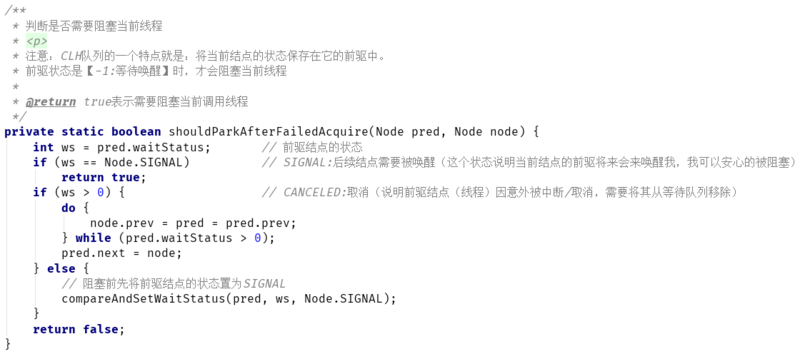 /**
 * 判断是否需要阻塞当前线程
 * <p>
 * 注意：CLH队列的一个特点就是：将当前结点的状态保存在它的前驱中。
 * 前驱状态是【-1:等待唤醒】时，才会阻塞当前线程
 *
 * @return true表示需要阻塞当前调用线程
 */
private static boolean shouldParkAfterFailedAcquire(Node pred, Node node) {
    int ws = pred.waitStatus;       // 前驱结点的状态
    if (ws == Node.SIGNAL)          // SIGNAL:后续结点需要被唤醒（这个状态说明当前结点的前驱将来会来唤醒我，我可以安心的被阻塞）
        return true;
    if (ws > 0) {                   // CANCELED:取消（说明前驱结点（线程）因意外被中断/取消，需要将其从等待队列移除）
        do {
            node.prev = pred = pred.prev;
        } while (pred.waitStatus > 0);
        pred.next = node;
    } else {
        // 阻塞前先将前驱结点的状态置为SIGNAL
        compareAndSetWaitStatus(pred, ws, Node.SIGNAL);
    }
    return false;
}